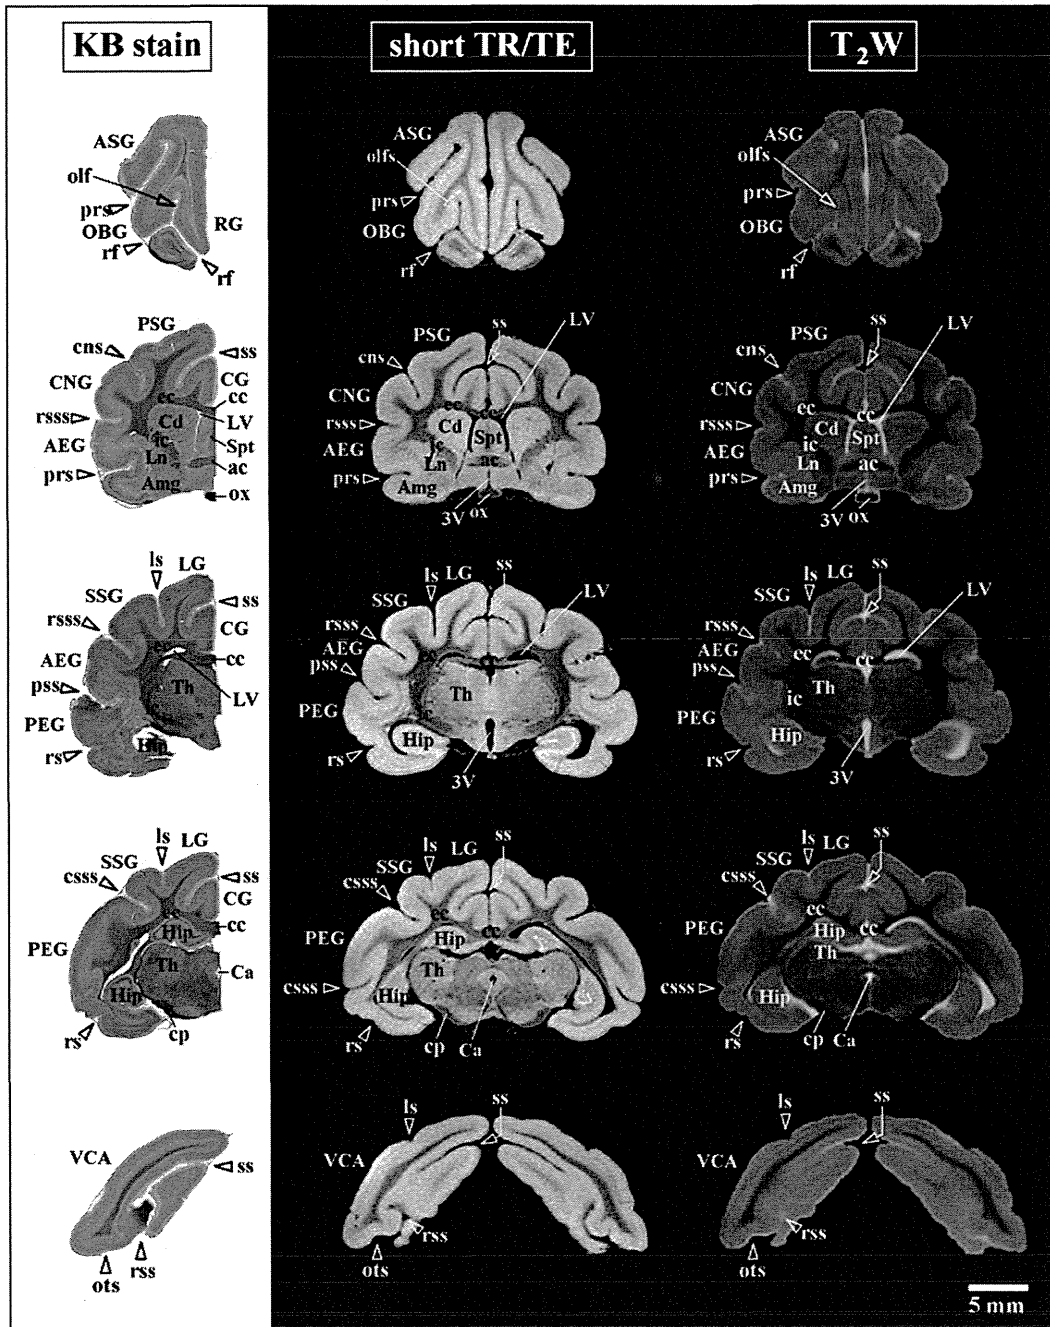 KB stain
short TR/TE
T2W
ASG
olf
prs
OBG
rf
RG
rf
ASG
olfs
prs
OBG
rf
ASG
olfs
prs
OBG
rf
PSG
cns
ss
CNG
CG
cc
ec
LV
rsss
Cd
Spt
ic
AEG
Ln
ac
prs
Amg
ox
ss
LV
PSG
cns
CNG
ec
cc
rsss
Cd
Spt
ic
AEG
Ln
ac
prs
Amg
3V
ox
ss
LV
PSG
cns
CNG
ec
cc
rsss
Cd
Spt
AEG
ic
Ln
ac
prs
Amg
3V
ox
ls
LG
SSG
ss
rsss
CG
ec
cc
AEG
pss
Th
LV
PEG
Hip
rs
ls
LG
ss
SSG
LV
rsss
AEG
cc
pss
Th
PEG
ic
Hip
rs
3V
ls
LG
ss
SSG
LV
rsss
AEG
ec
cc
pss
Th
ic
PEG
Hip
rs
3V
ls
LG
SSG
csss
ss
CG
ec
cc
Hip
PEG
Th
Ca
Hip
rs
cp
ls
LG
ss
SSG
csss
ec
cc
PEG
Hip
Th
csss
Hip
rs
cp
Ca
ls
LG
ss
SSG
csss
ec
cc
PEG
Hip
Th
csss
Hip
rs
cp
Ca
VCA
ss
ots
rss
ls
ss
VCA
rss
ots
ls
ss
VCA
rss
ots
5 mm